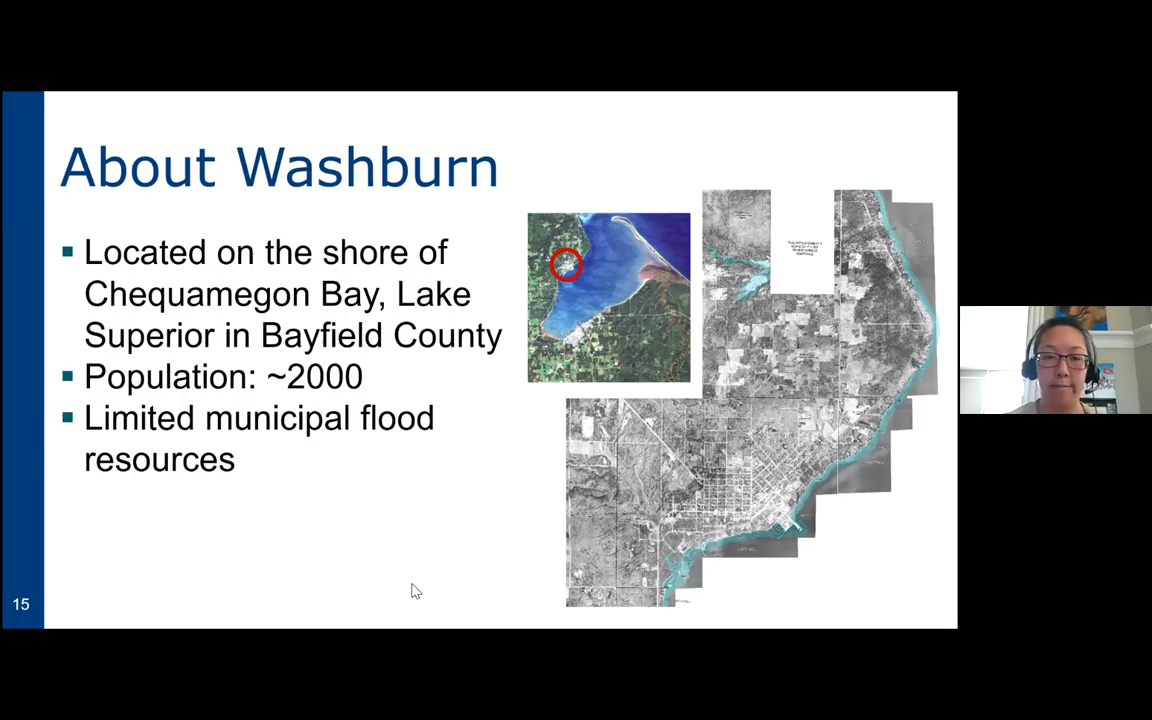 About Washburn
▪ Located on the shore of
Chequamegon Bay, Lake
Superior in Bayfield County
▪ Population: ~2000
▪ Limited municipal flood
resources
15